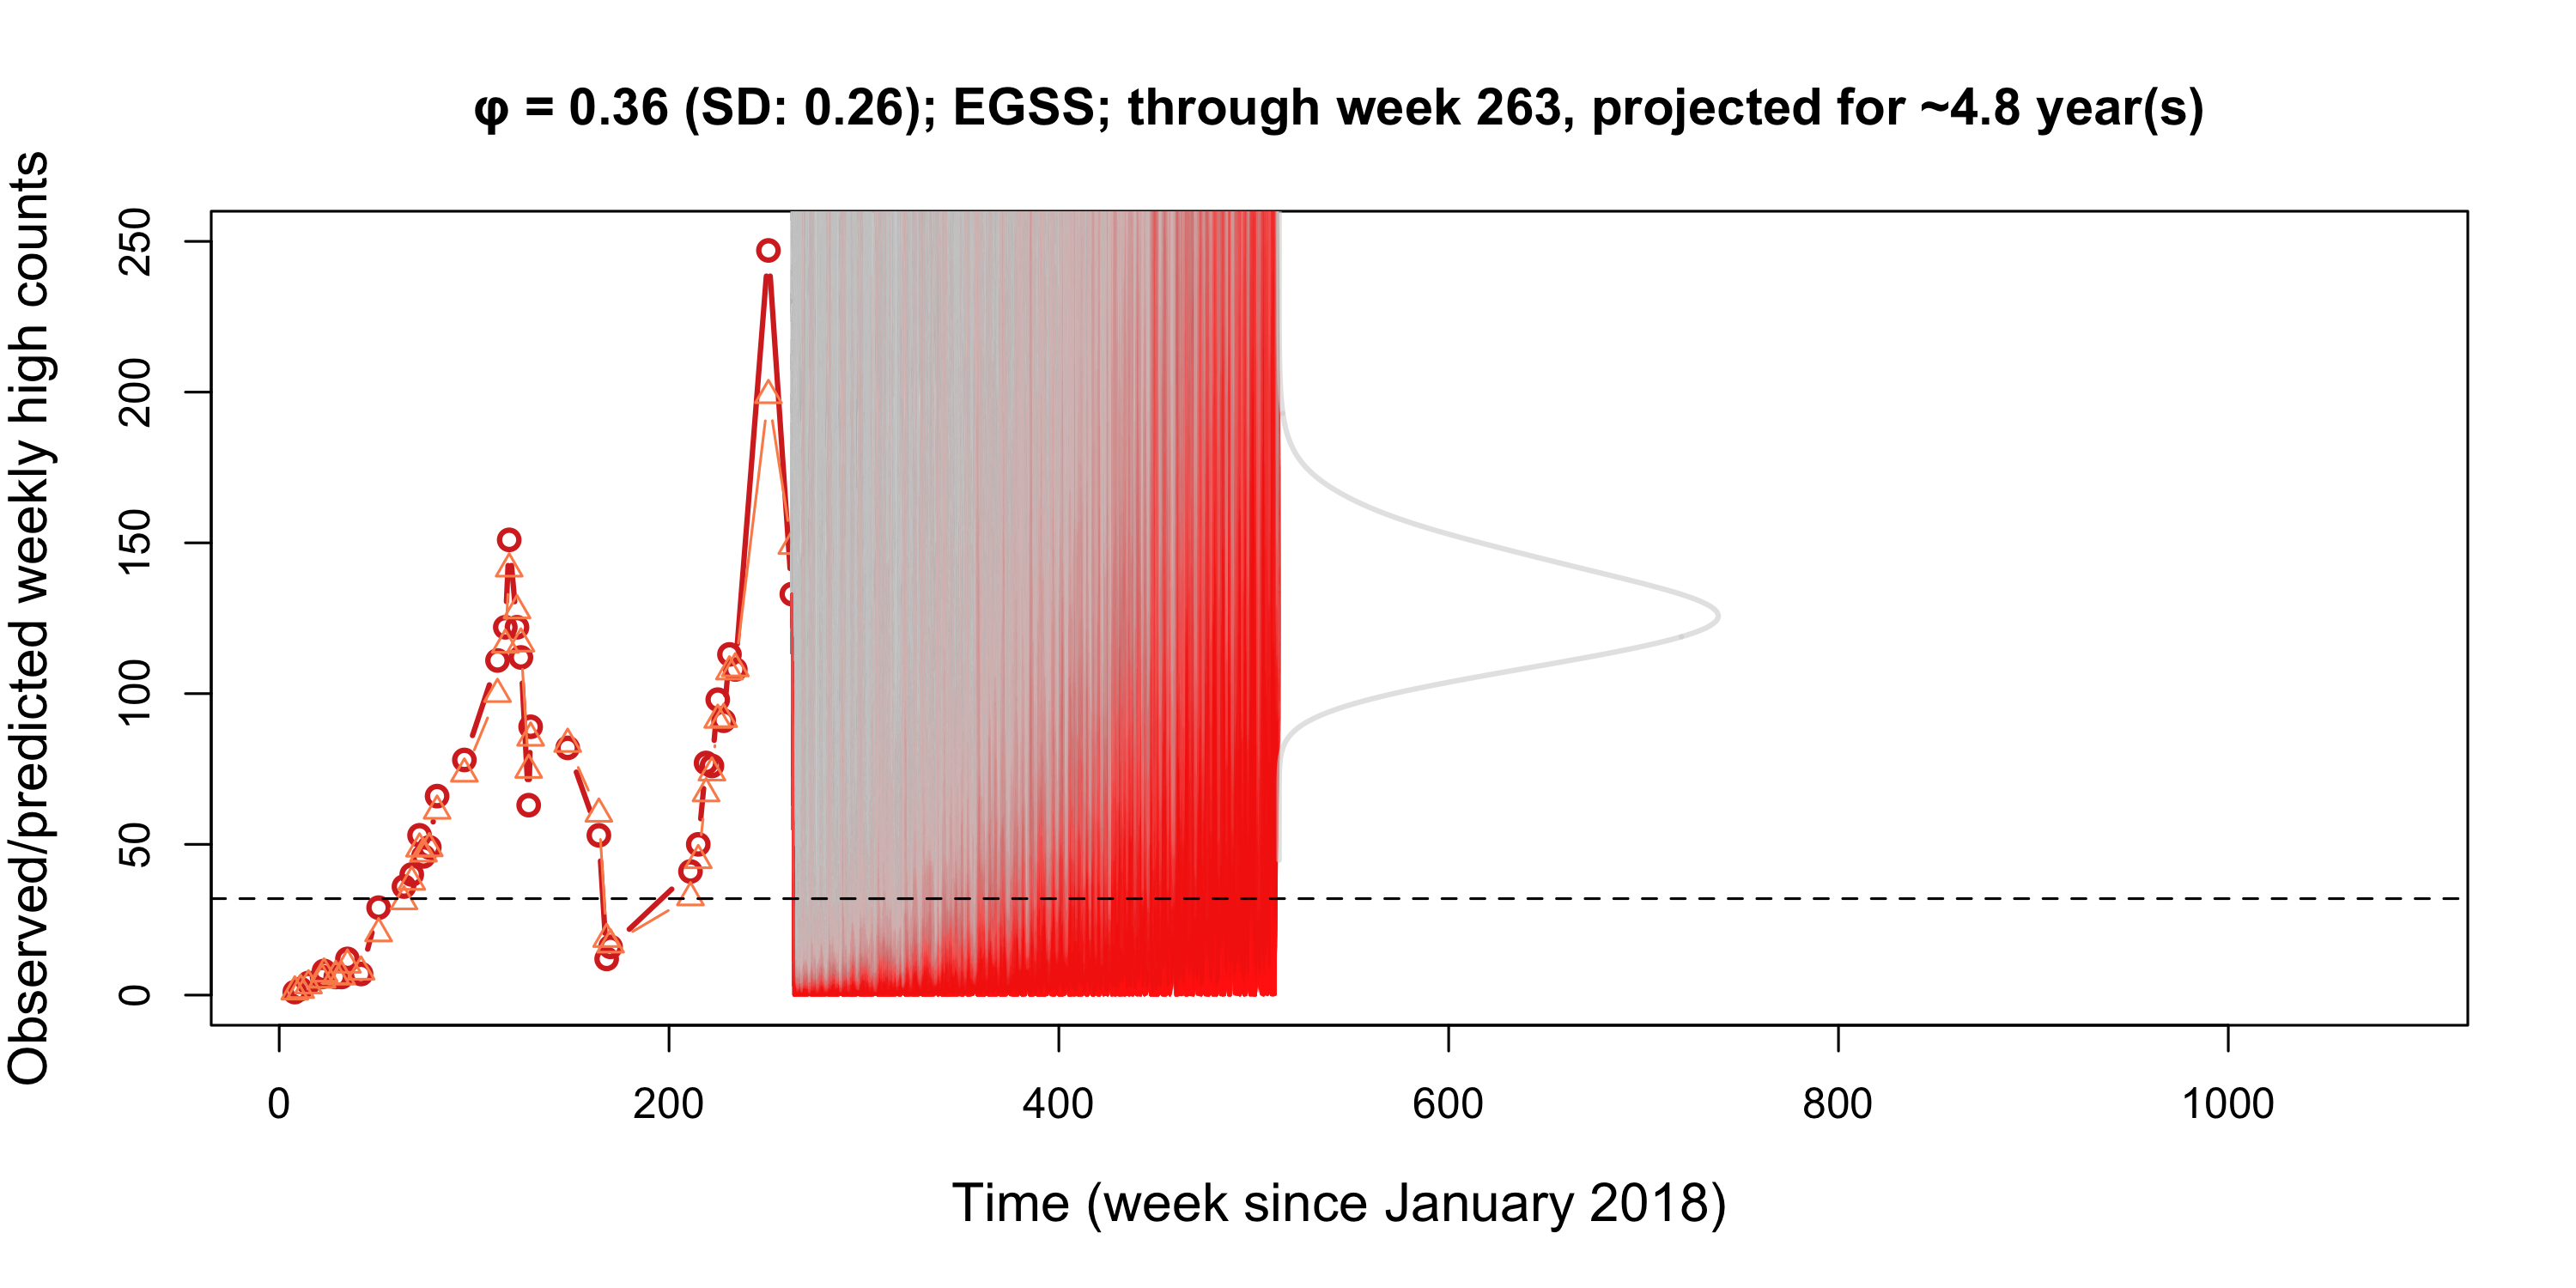 φ = 0.36 (SD: 0.26); EGSS; through week 263, projected for ~4.8 year(s)
Observed/predicted weekly high counts
250
200
150
100
50
0
0 200 400 600 800 1000
Time (week since January 2018)